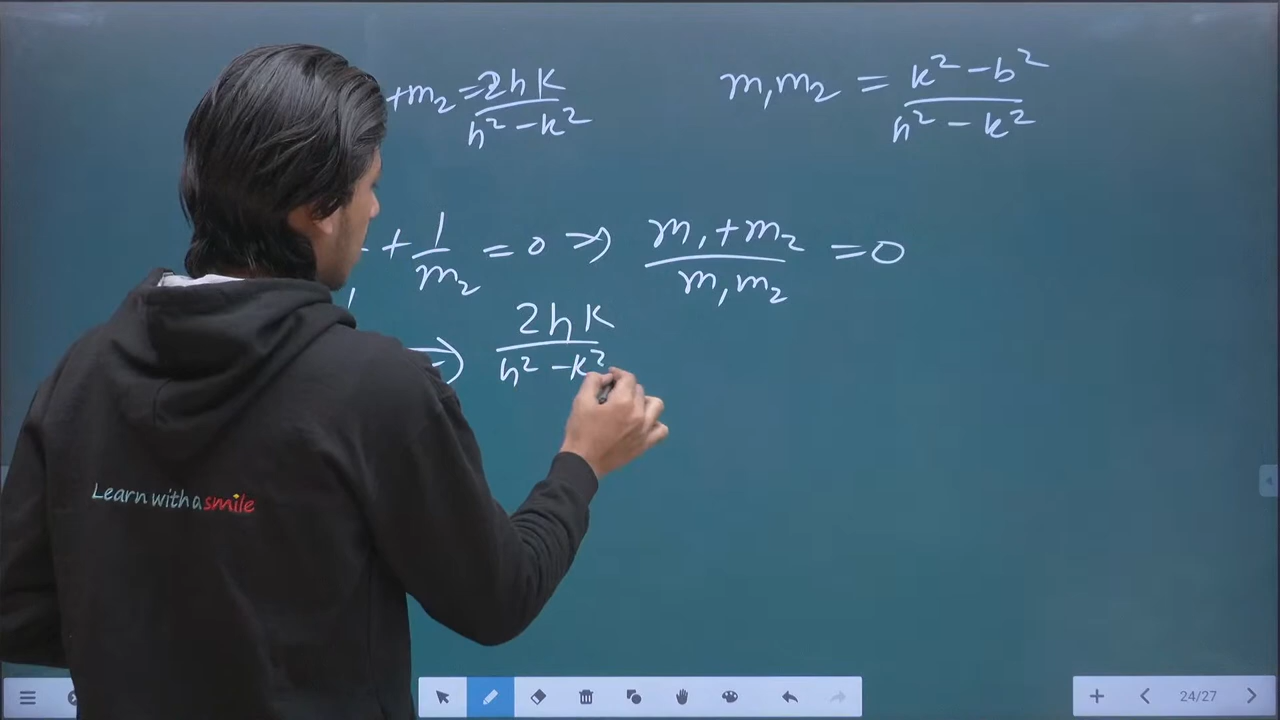 +m₂ = 2hk / h² - k²
m₁m₂ = k² - b² / h² - k²
+ 1/m₂ = 0 ⇒ m₁ + m₂ / m₁m₂ = 0
⇒ 2hk / h² - k²
Learn with a smile
24/27